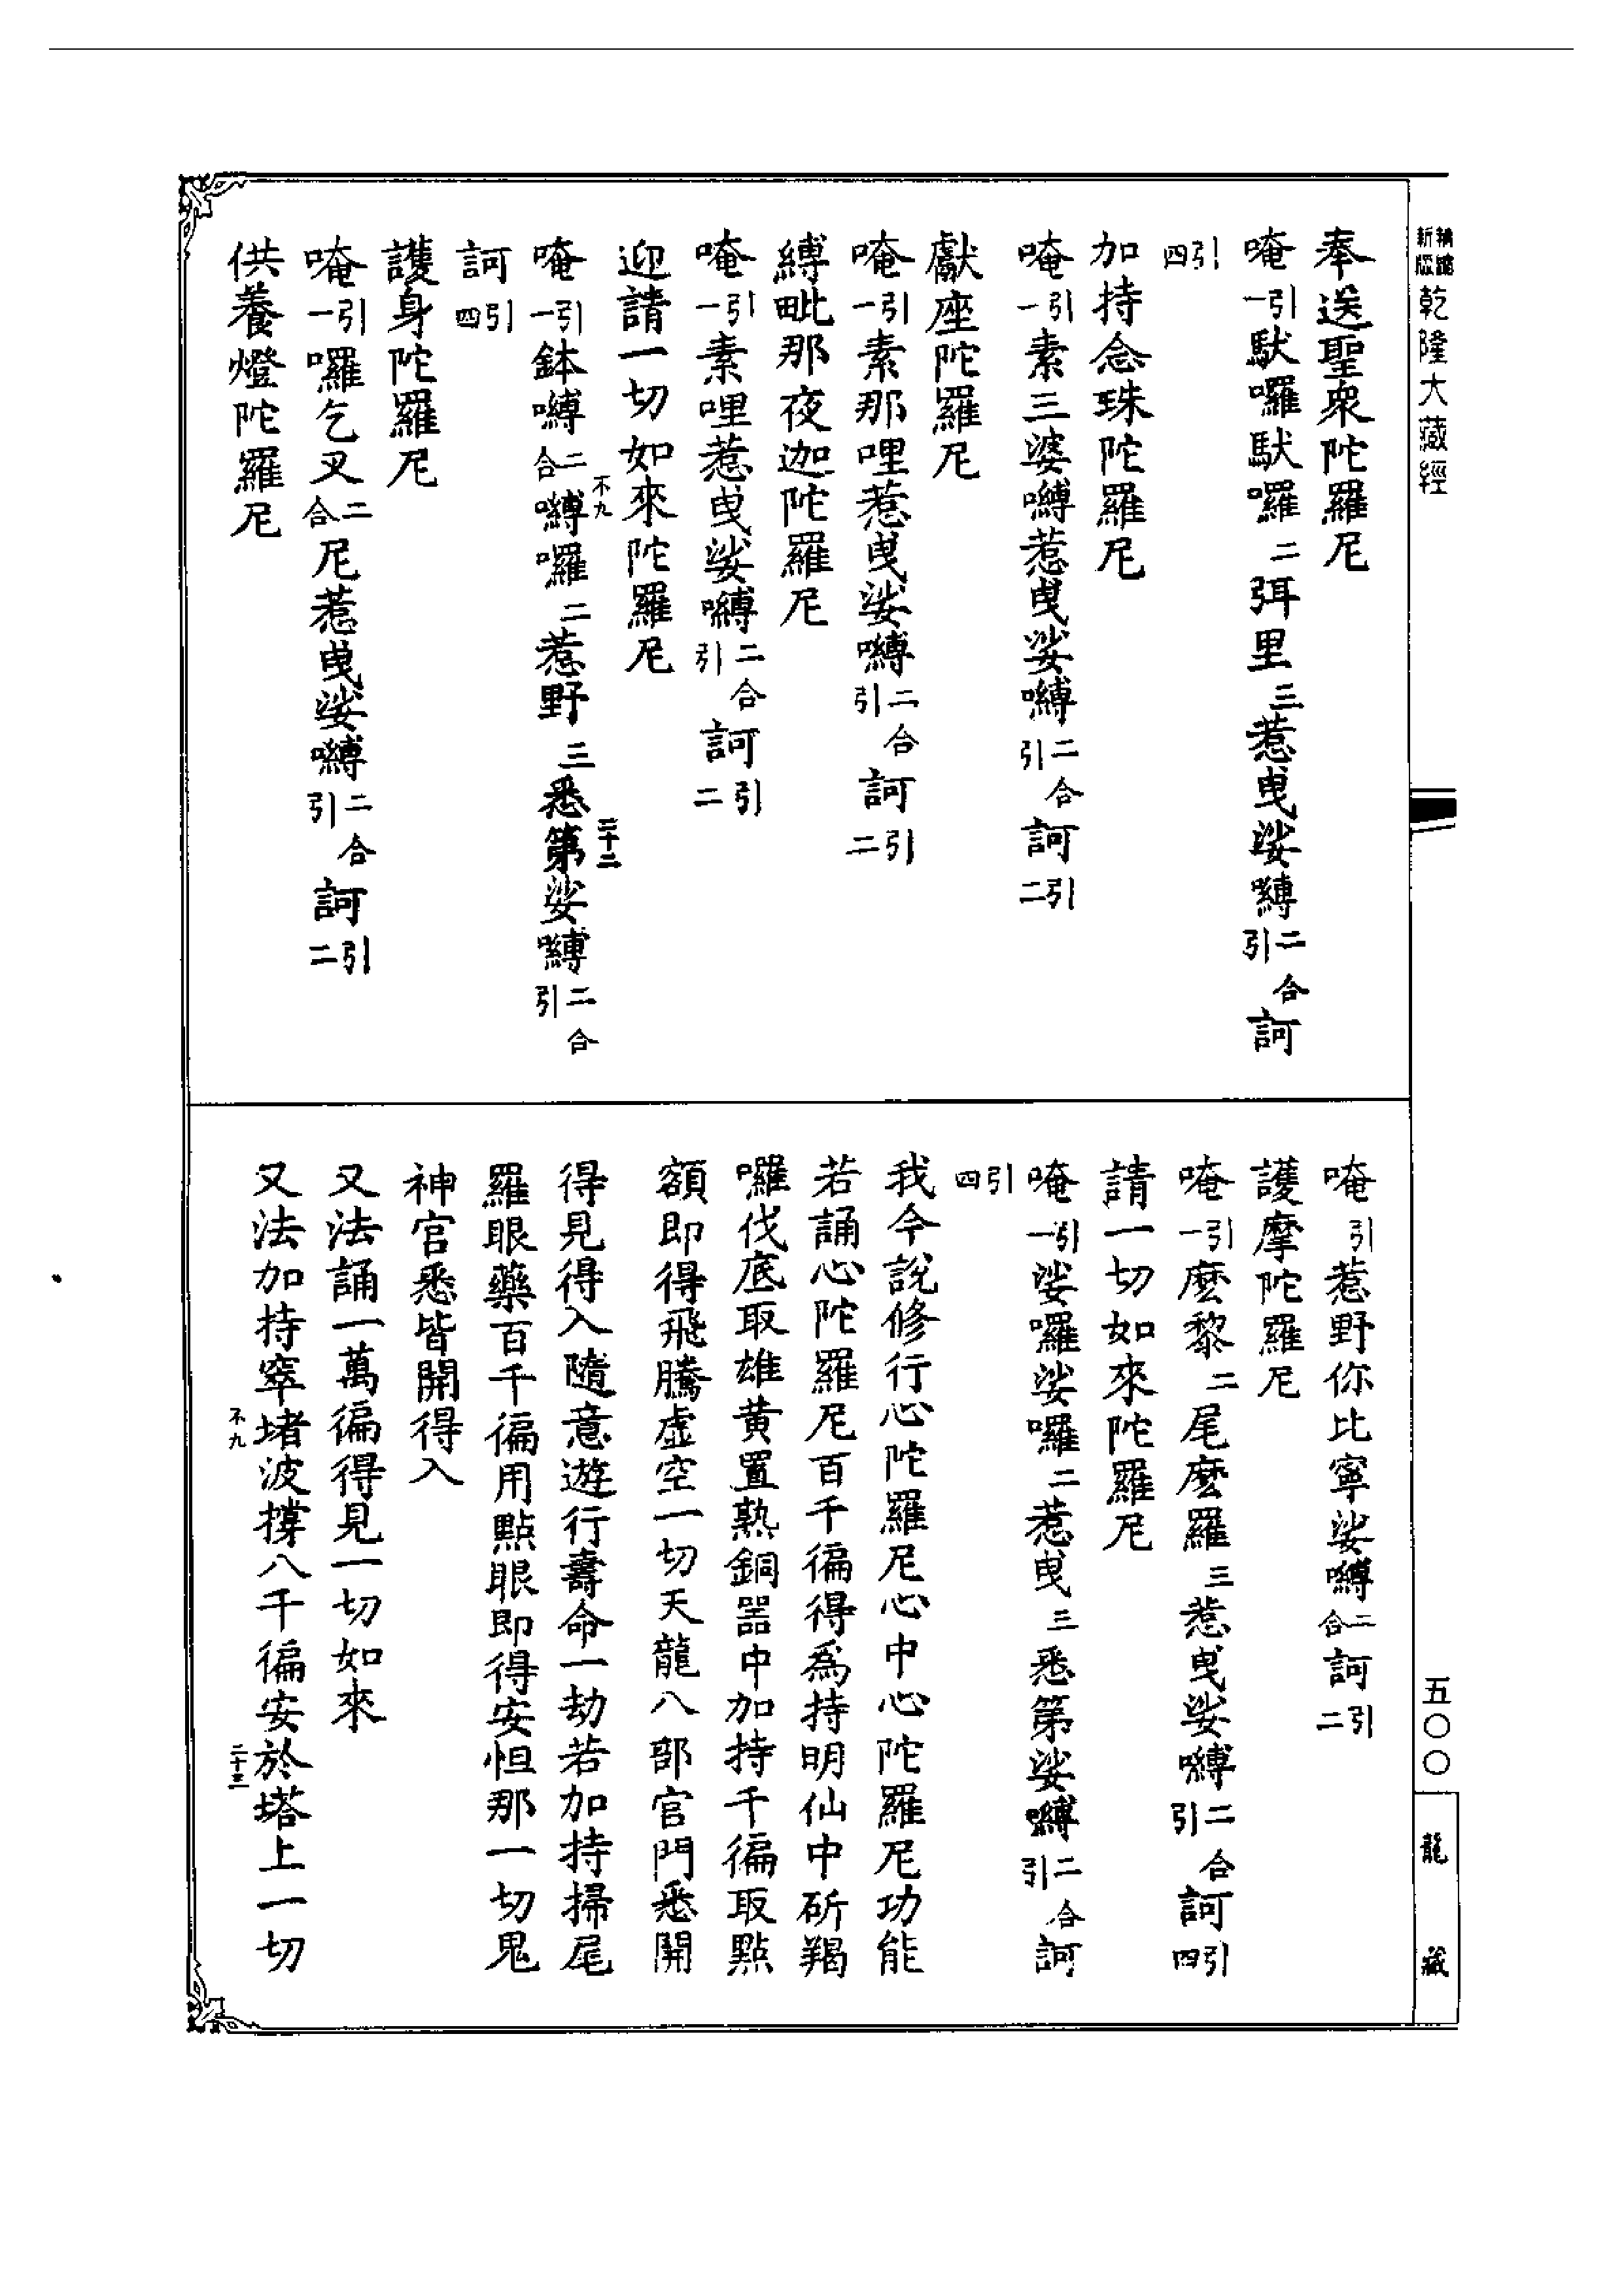 新編縮版
乾隆大藏經
奉送聖衆陀羅尼
唵引一馱囉馱囉二弭里三惹曳娑嚩二合引訶
引四
加持念珠陀羅尼
唵引一素三婆嚩惹曳娑嚩二合引訶引二
獻座陀羅尼
唵引一素那哩惹曳娑嚩二合引訶引二
縛毗那夜迦陀羅尼
唵引一素哩惹曳娑嚩二合引訶引二
迎請一切如來陀羅尼
不九
三十二
唵引一鉢嚩二合嚩囉二惹野三悉第娑嚩二合引
訶引四
護身陀羅尼
唵引一囉乞叉二合尼惹曳娑嚩二合引訶引二
供養燈陀羅尼
唵引惹野你比寧娑嚩二合訶引二
護摩陀羅尼
唵引一麼黎二尾麼羅三惹曳娑嚩二合引訶引四
請一切如來陀羅尼
唵引一娑囉娑囉二惹曳三悉第娑嚩二合引訶
引四
我今說修行心陀羅尼心中心陀羅尼功能
若誦心陀羅尼百千徧得爲持明仙中斫羯
囉伐底取雄黃置熟銅器中加持千徧取點
額即得飛騰虛空一切天龍八部宮門悉開
得見得入隨意遊行壽命一劫若加持掃尾
羅眼藥百千徧用點眼即得安怛那一切鬼
神宮悉皆開得入
又法誦一萬徧得見一切如來
又法加持窣堵波撐八千徧安於塔上一切
不九
三十三
五〇〇
龍藏